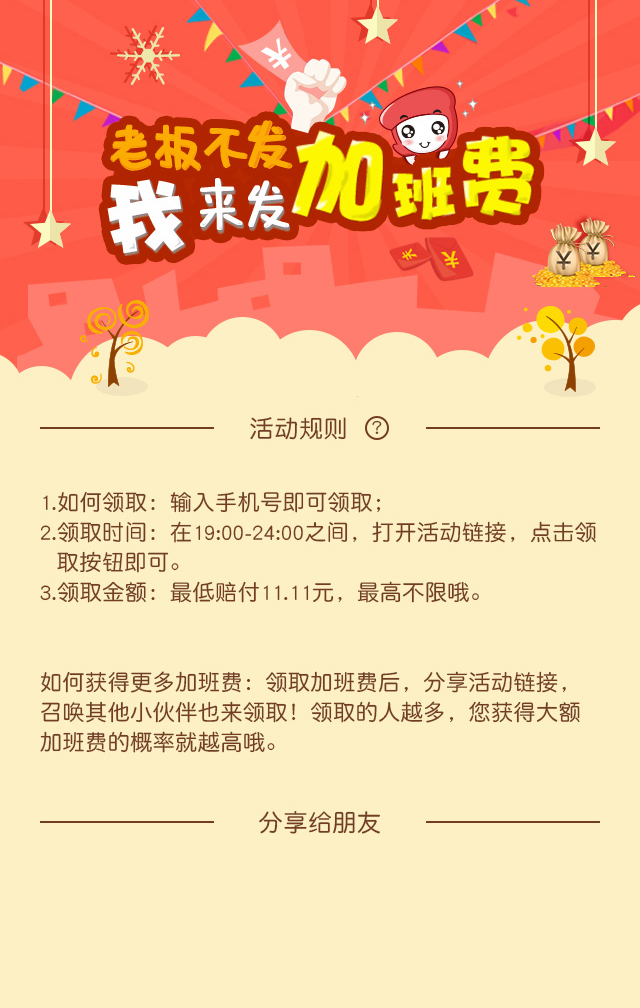 ¥
老板不发
我来发加班费
¥
¥
¥
¥
活动规则 ?
1.如何领取：输入手机号即可领取；
2.领取时间：在19:00-24:00之间，打开活动链接，点击领
取按钮即可。
3.领取金额：最低赔付11.11元，最高不限哦。
如何获得更多加班费：领取加班费后，分享活动链接，
召唤其他小伙伴也来领取！领取的人越多，您获得大额
加班费的概率就越高哦。
分享给朋友